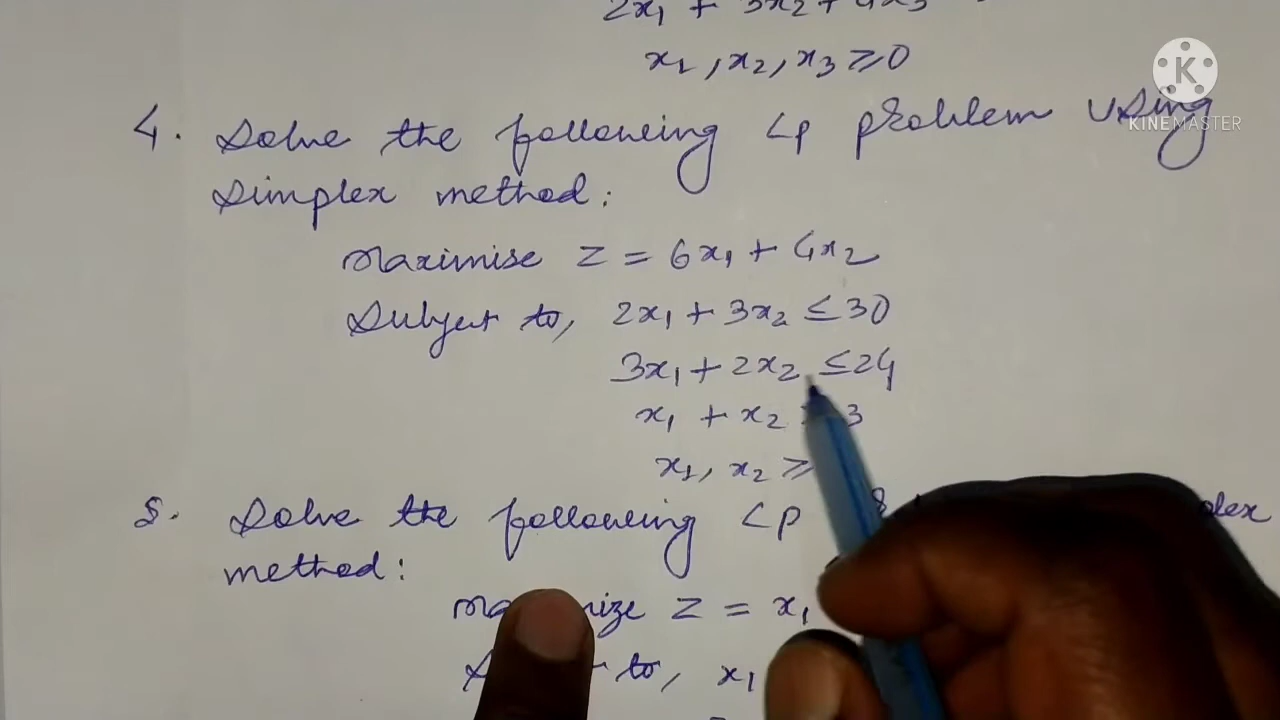 x₁, x₂, x₃ ≥ 0
4. Solve the following LP problem using
simplex method:
Maximise Z = 6x₁ + 4x₂
Subject to, 2x₁ + 3x₂ ≤ 30
3x₁ + 2x₂ ≤ 24
x₁ + x₂ 3
x₁, x₂ ≥
5. Solve the following LP
method:
Z = x₁
to, x₁
KINEMASTER